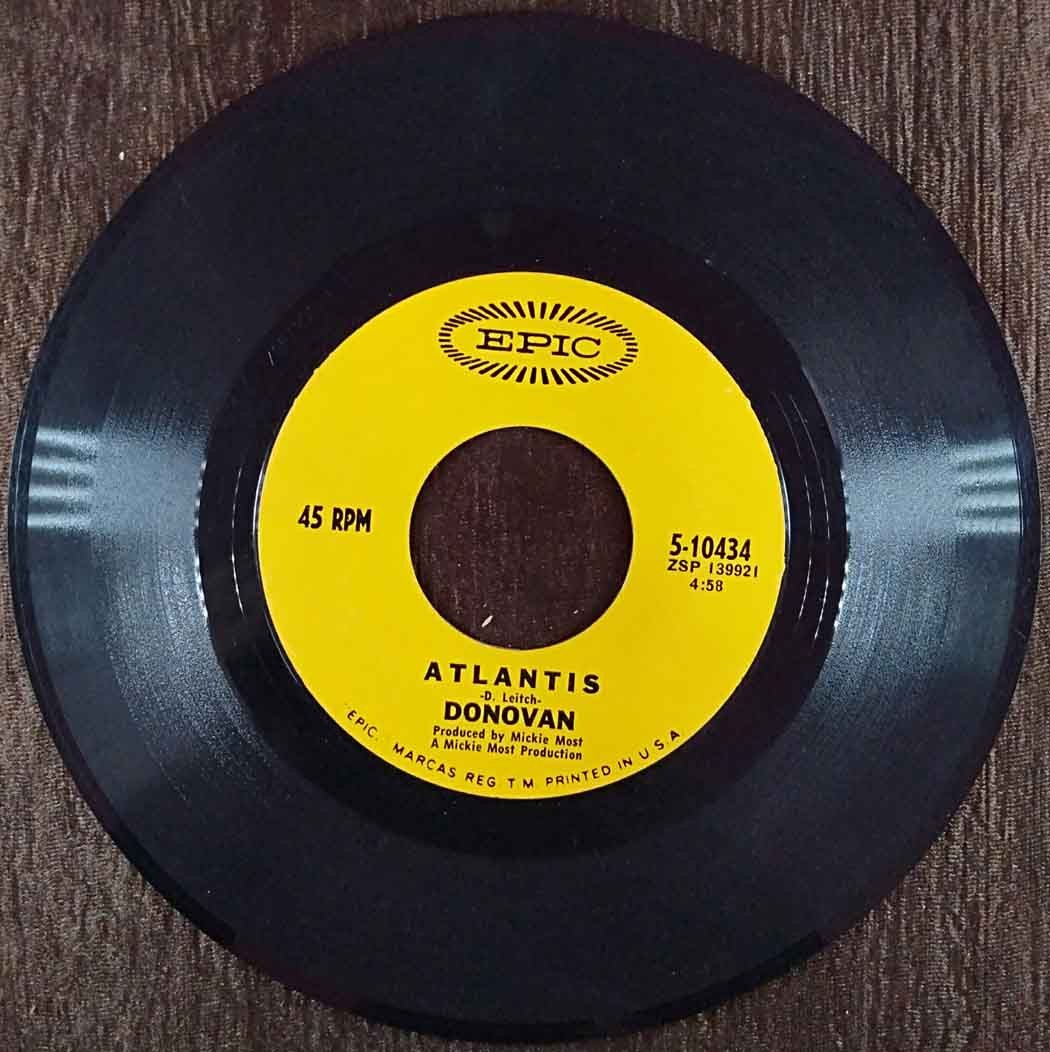 EPIC
45 RPM
5-10434
ZSP 139921
4:58
ATLANTIS
-D. Leitch-
DONOVAN
Produced by Mickie Most
A Mickie Most Production
"EPIC," MARCAS REG. T.M. PRINTED IN U.S.A.